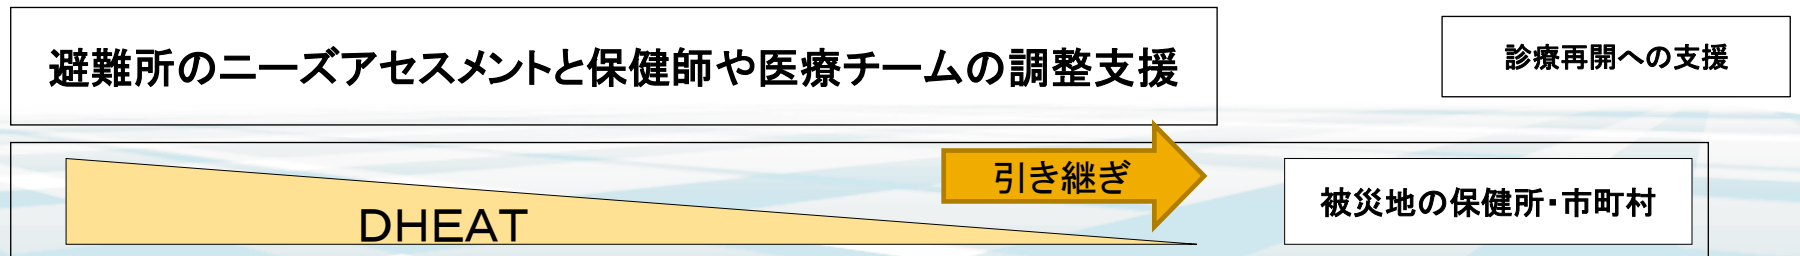 避難所のニーズアセスメントと保健師や医療チームの調整支援
診療再開への支援
引き継ぎ
被災地の保健所・市町村
DHEAT